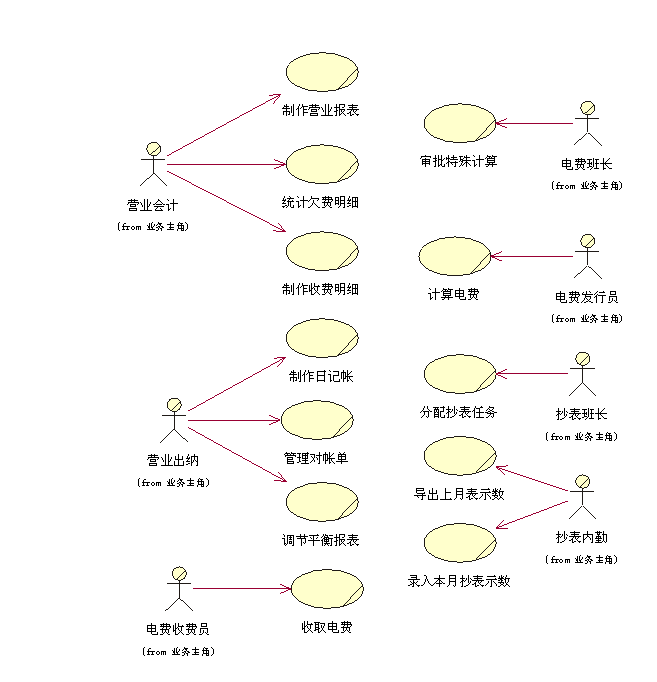 制作营业报表
营业会计
(from 业务主角)
统计欠费明细
制作收费明细
制作日记帐
营业出纳
(from 业务主角)
管理对帐单
调节平衡报表
电费收费员
(from 业务主角)
收取电费
审批特殊计算
电费班长
(from 业务主角)
计算电费
电费发行员
(from 业务主角)
分配抄表任务
抄表班长
(from 业务主角)
导出上月表示数
抄表内勤
(from 业务主角)
录入本月抄表示数